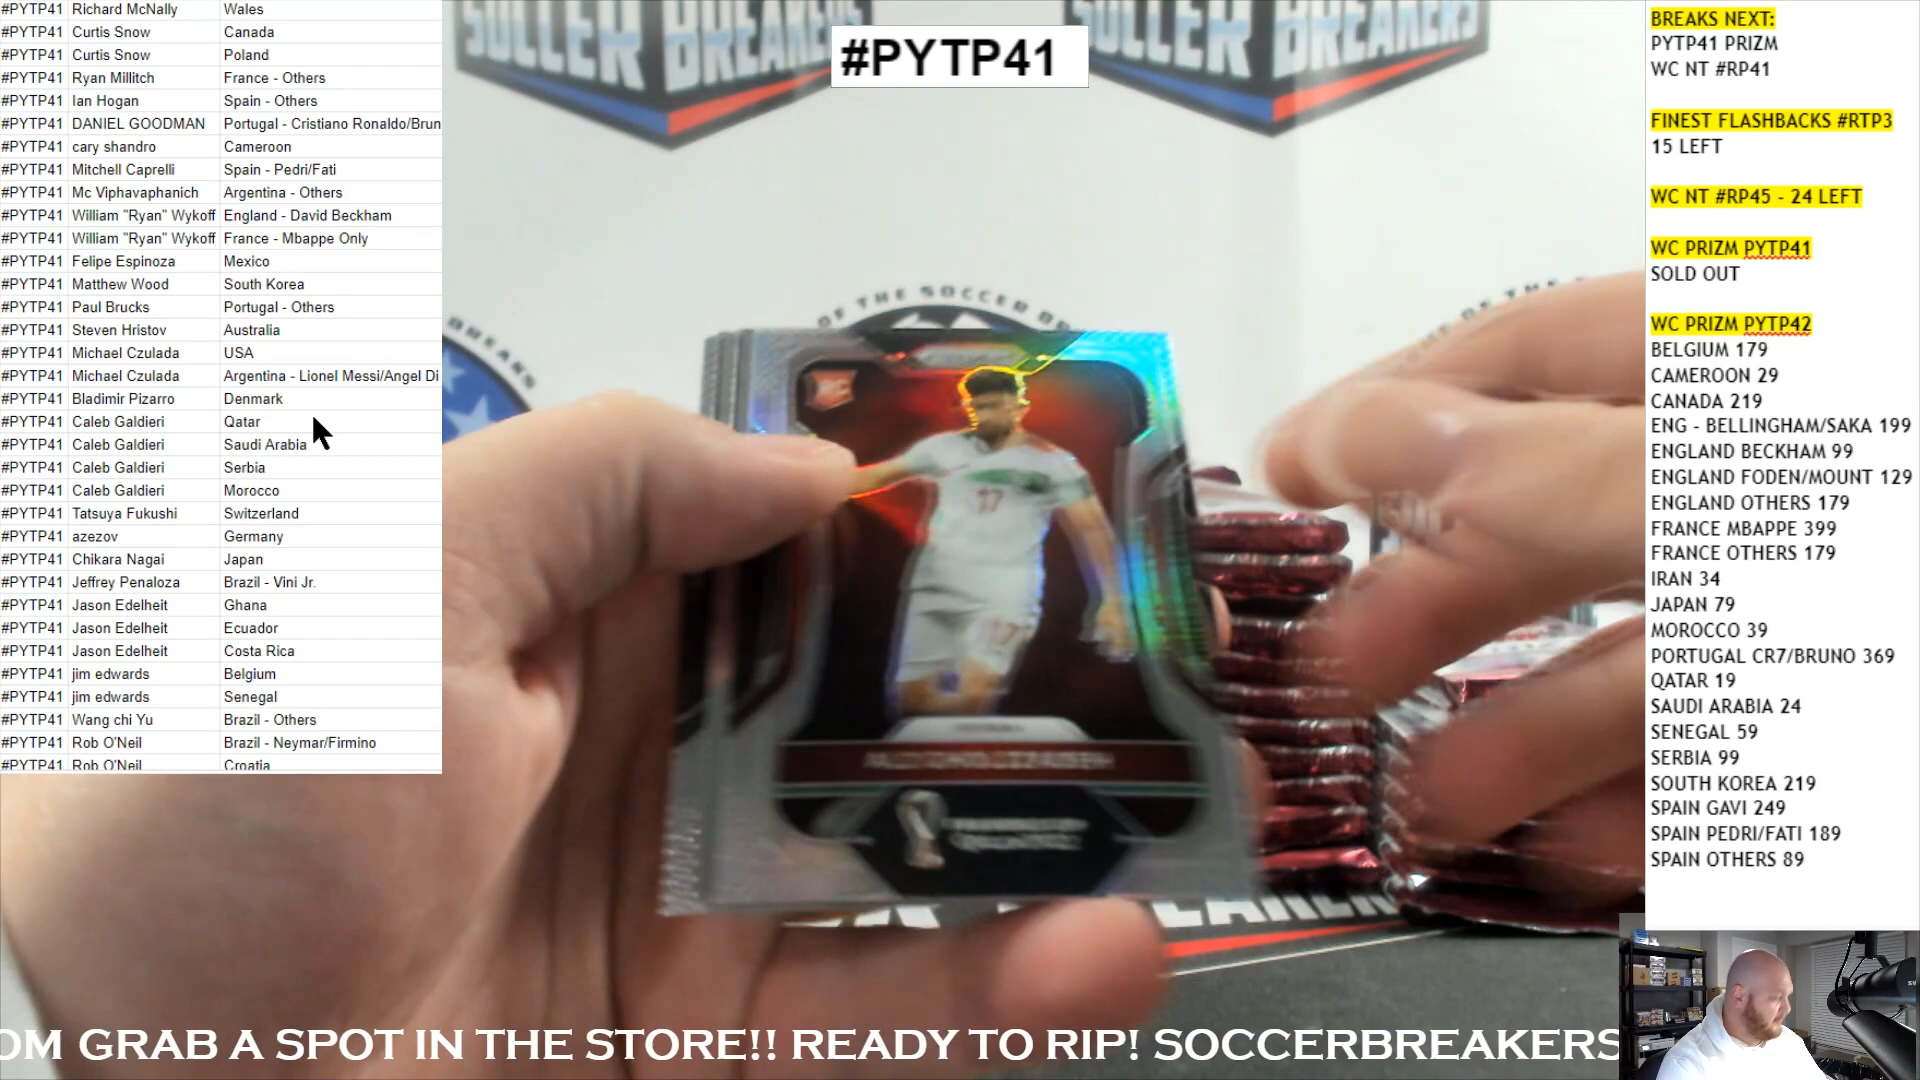 #PYTP41 Richard McNally Wales
#PYTP41 Curtis Snow Canada
#PYTP41 Curtis Snow Poland
#PYTP41 Ryan Millitch France - Others
#PYTP41 Ian Hogan Spain - Others
#PYTP41 DANIEL GOODMAN Portugal - Cristiano Ronaldo/Brun
#PYTP41 cary shandro Cameroon
#PYTP41 Mitchell Caprelli Spain - Pedri/Fati
#PYTP41 Mc Viphavaphanich Argentina - Others
#PYTP41 William "Ryan" Wykoff England - David Beckham
#PYTP41 William "Ryan" Wykoff France - Mbappe Only
#PYTP41 Felipe Espinoza Mexico
#PYTP41 Matthew Wood South Korea
#PYTP41 Paul Brucks Portugal - Others
#PYTP41 Steven Hristov Australia
#PYTP41 Michael Czulada USA
#PYTP41 Michael Czulada Argentina - Lionel Messi/Angel Di
#PYTP41 Bladimir Pizarro Denmark
#PYTP41 Caleb Galdieri Qatar
#PYTP41 Caleb Galdieri Saudi Arabia
#PYTP41 Caleb Galdieri Serbia
#PYTP41 Caleb Galdieri Morocco
#PYTP41 Tatsuya Fukushi Switzerland
#PYTP41 azezov Germany
#PYTP41 Chikara Nagai Japan
#PYTP41 Jeffrey Penaloza Brazil - Vini Jr.
#PYTP41 Jason Edelheit Ghana
#PYTP41 Jason Edelheit Ecuador
#PYTP41 Jason Edelheit Costa Rica
#PYTP41 jim edwards Belgium
#PYTP41 jim edwards Senegal
#PYTP41 Wang chi Yu Brazil - Others
#PYTP41 Rob O'Neil Brazil - Neymar/Firmino
#PYTP41 Rob O'Neil Croatia
SOCCER BREAKERS
SOCCER BREAKERS
#PYTP41
OF THE SOCCER
BREAKS
RC
17
17
BREAKS NEXT:
PYTP41 PRIZM
WC NT #RP41
FINEST FLASHBACKS #RTP3
15 LEFT
WC NT #RP45 - 24 LEFT
WC PRIZM PYTP41
SOLD OUT
WC PRIZM PYTP42
BELGIUM 179
CAMEROON 29
CANADA 219
ENG - BELLINGHAM/SAKA 199
ENGLAND BECKHAM 99
ENGLAND FODEN/MOUNT 129
ENGLAND OTHERS 179
FRANCE MBAPPE 399
FRANCE OTHERS 179
IRAN 34
JAPAN 79
MOROCCO 39
PORTUGAL CR7/BRUNO 369
QATAR 19
SAUDI ARABIA 24
SENEGAL 59
SERBIA 99
SOUTH KOREA 219
SPAIN GAVI 249
SPAIN PEDRI/FATI 189
SPAIN OTHERS 89
OM GRAB A SPOT IN THE STORE!! READY TO RIP! SOCCERBREAKERS